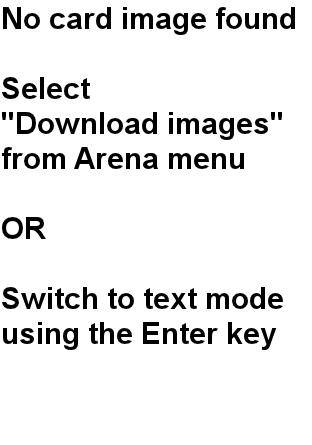 No card image found
Select
"Download images"
from Arena menu
OR
Switch to text mode
using the Enter key